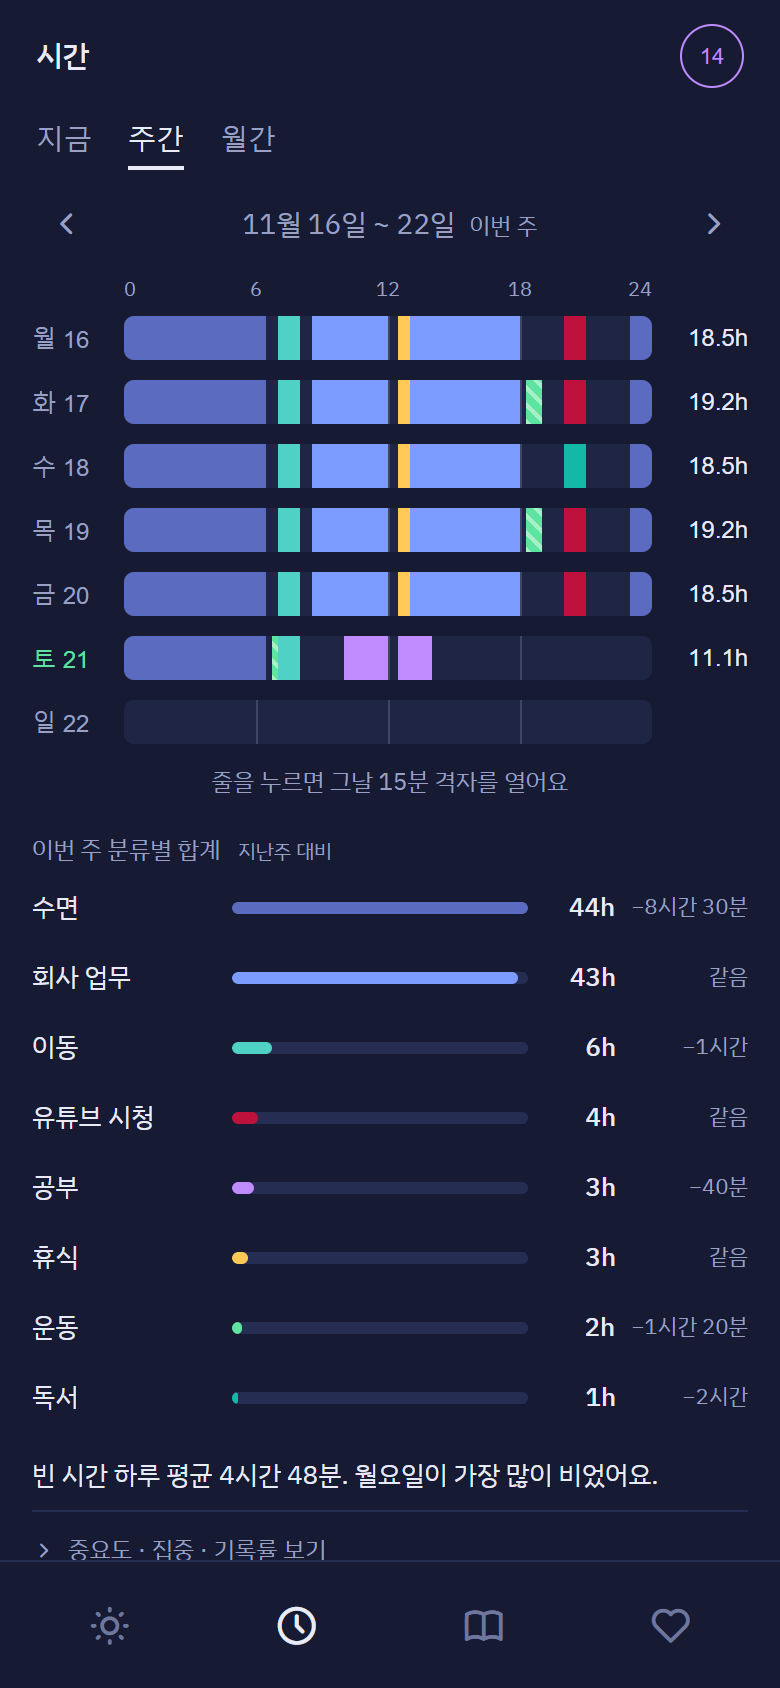 시간
14
지금 주간 월간
11월 16일 ~ 22일 이번 주
0 6 12 18 24
월 16 18.5h
화 17 19.2h
수 18 18.5h
목 19 19.2h
금 20 18.5h
토 21 11.1h
일 22
줄을 누르면 그날 15분 격자를 열어요
이번 주 분류별 합계 지난주 대비
수면 44h −8시간 30분
회사 업무 43h 같음
이동 6h −1시간
유튜브 시청 4h 같음
공부 3h −40분
휴식 3h 같음
운동 2h −1시간 20분
독서 1h −2시간
빈 시간 하루 평균 4시간 48분. 월요일이 가장 많이 비었어요.
중요도 · 집중 · 기록률 보기